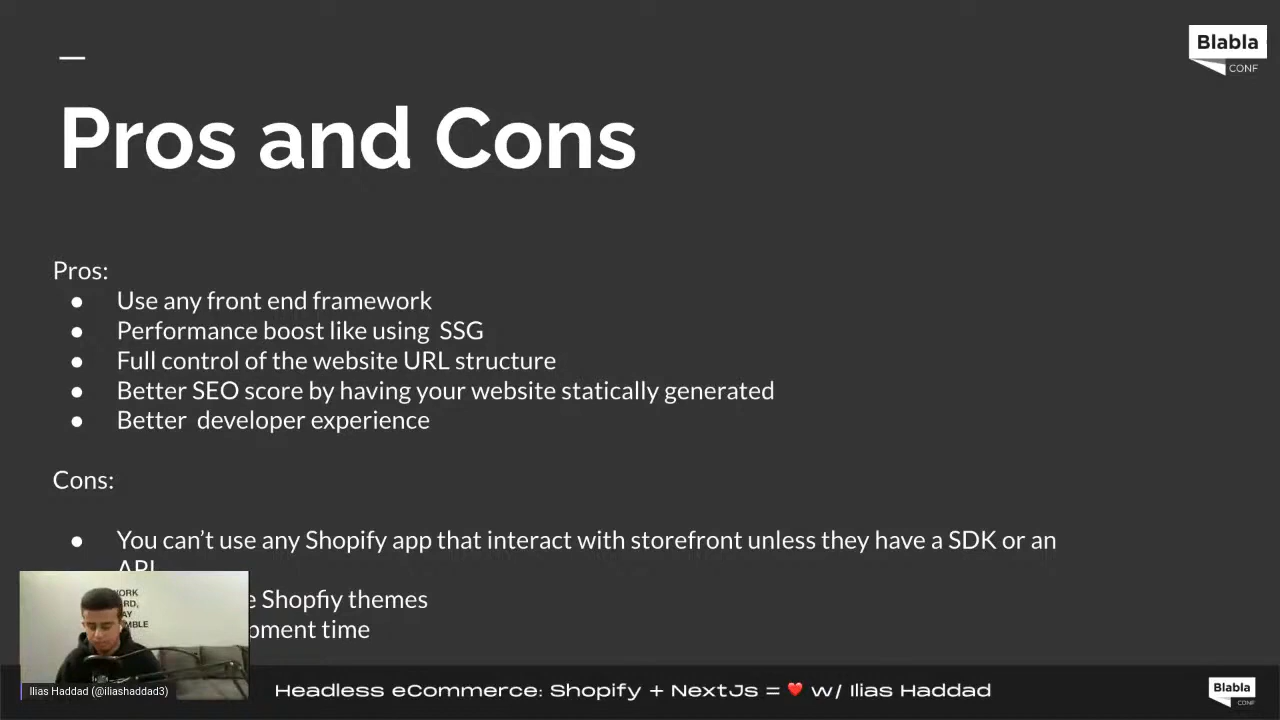 Blabla
CONF
Pros and Cons
Pros:
● Use any front end framework
● Performance boost like using  SSG
● Full control of the website URL structure
● Better SEO score by having your website statically generated
● Better  developer experience
Cons:
● You can’t use any Shopify app that interact with storefront unless they have a SDK or an
API
Shopfiy themes
time
Ilias Haddad (@iliashaddad3)
Headless eCommerce: Shopify + NextJs = ❤️ w/ Ilias Haddad
Blabla
CONF